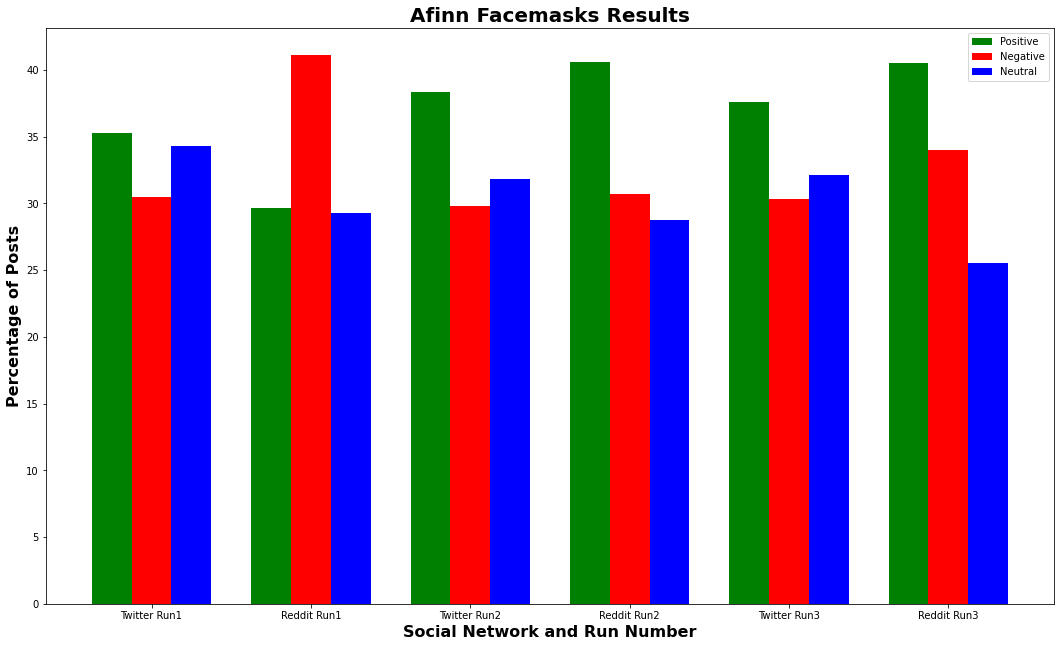 Afinn Facemasks Results
Positive
Negative
Neutral
Percentage of Posts
40
35
30
25
20
15
10
5
0
Twitter Run1 Reddit Run1 Twitter Run2 Reddit Run2 Twitter Run3 Reddit Run3
Social Network and Run Number